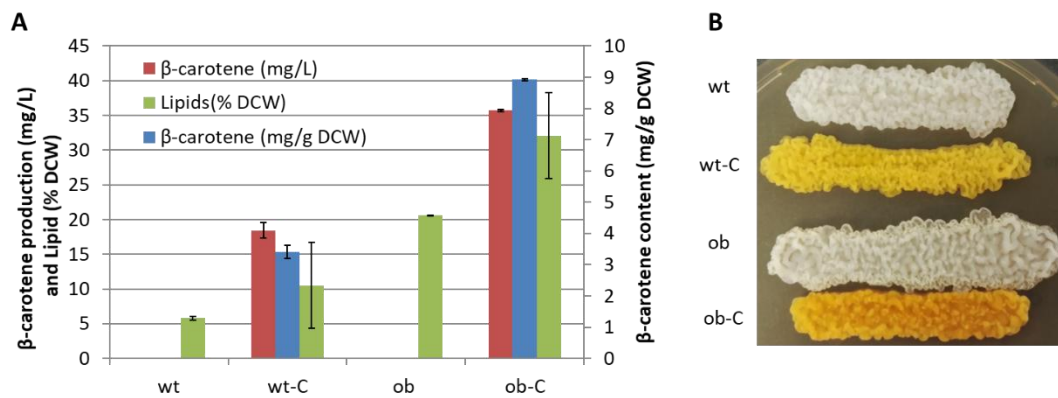 A
β-carotene production (mg/L)
and Lipid (% DCW)
45
40
35
30
25
20
15
10
5
0
β-carotene (mg/L)
Lipids(% DCW)
β-carotene (mg/g DCW)
10
9
8
7
6
5
4
3
2
1
0
β-carotene content (mg/g DCW)
wt wt-C ob ob-C
B
wt
wt-C
ob
ob-C